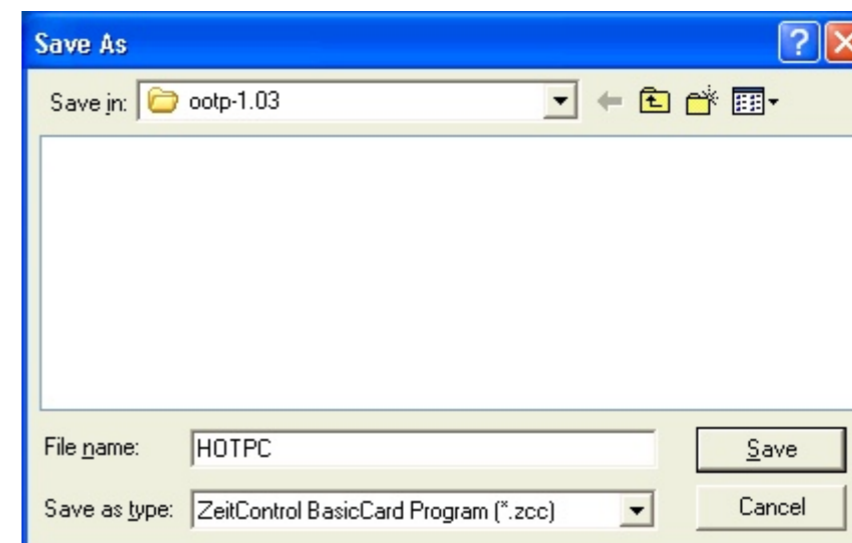 Save As
Save in: ootp-1.03
File name: HOTPC
Save
Save as type: ZeitControl BasicCard Program (*.zcc)
Cancel